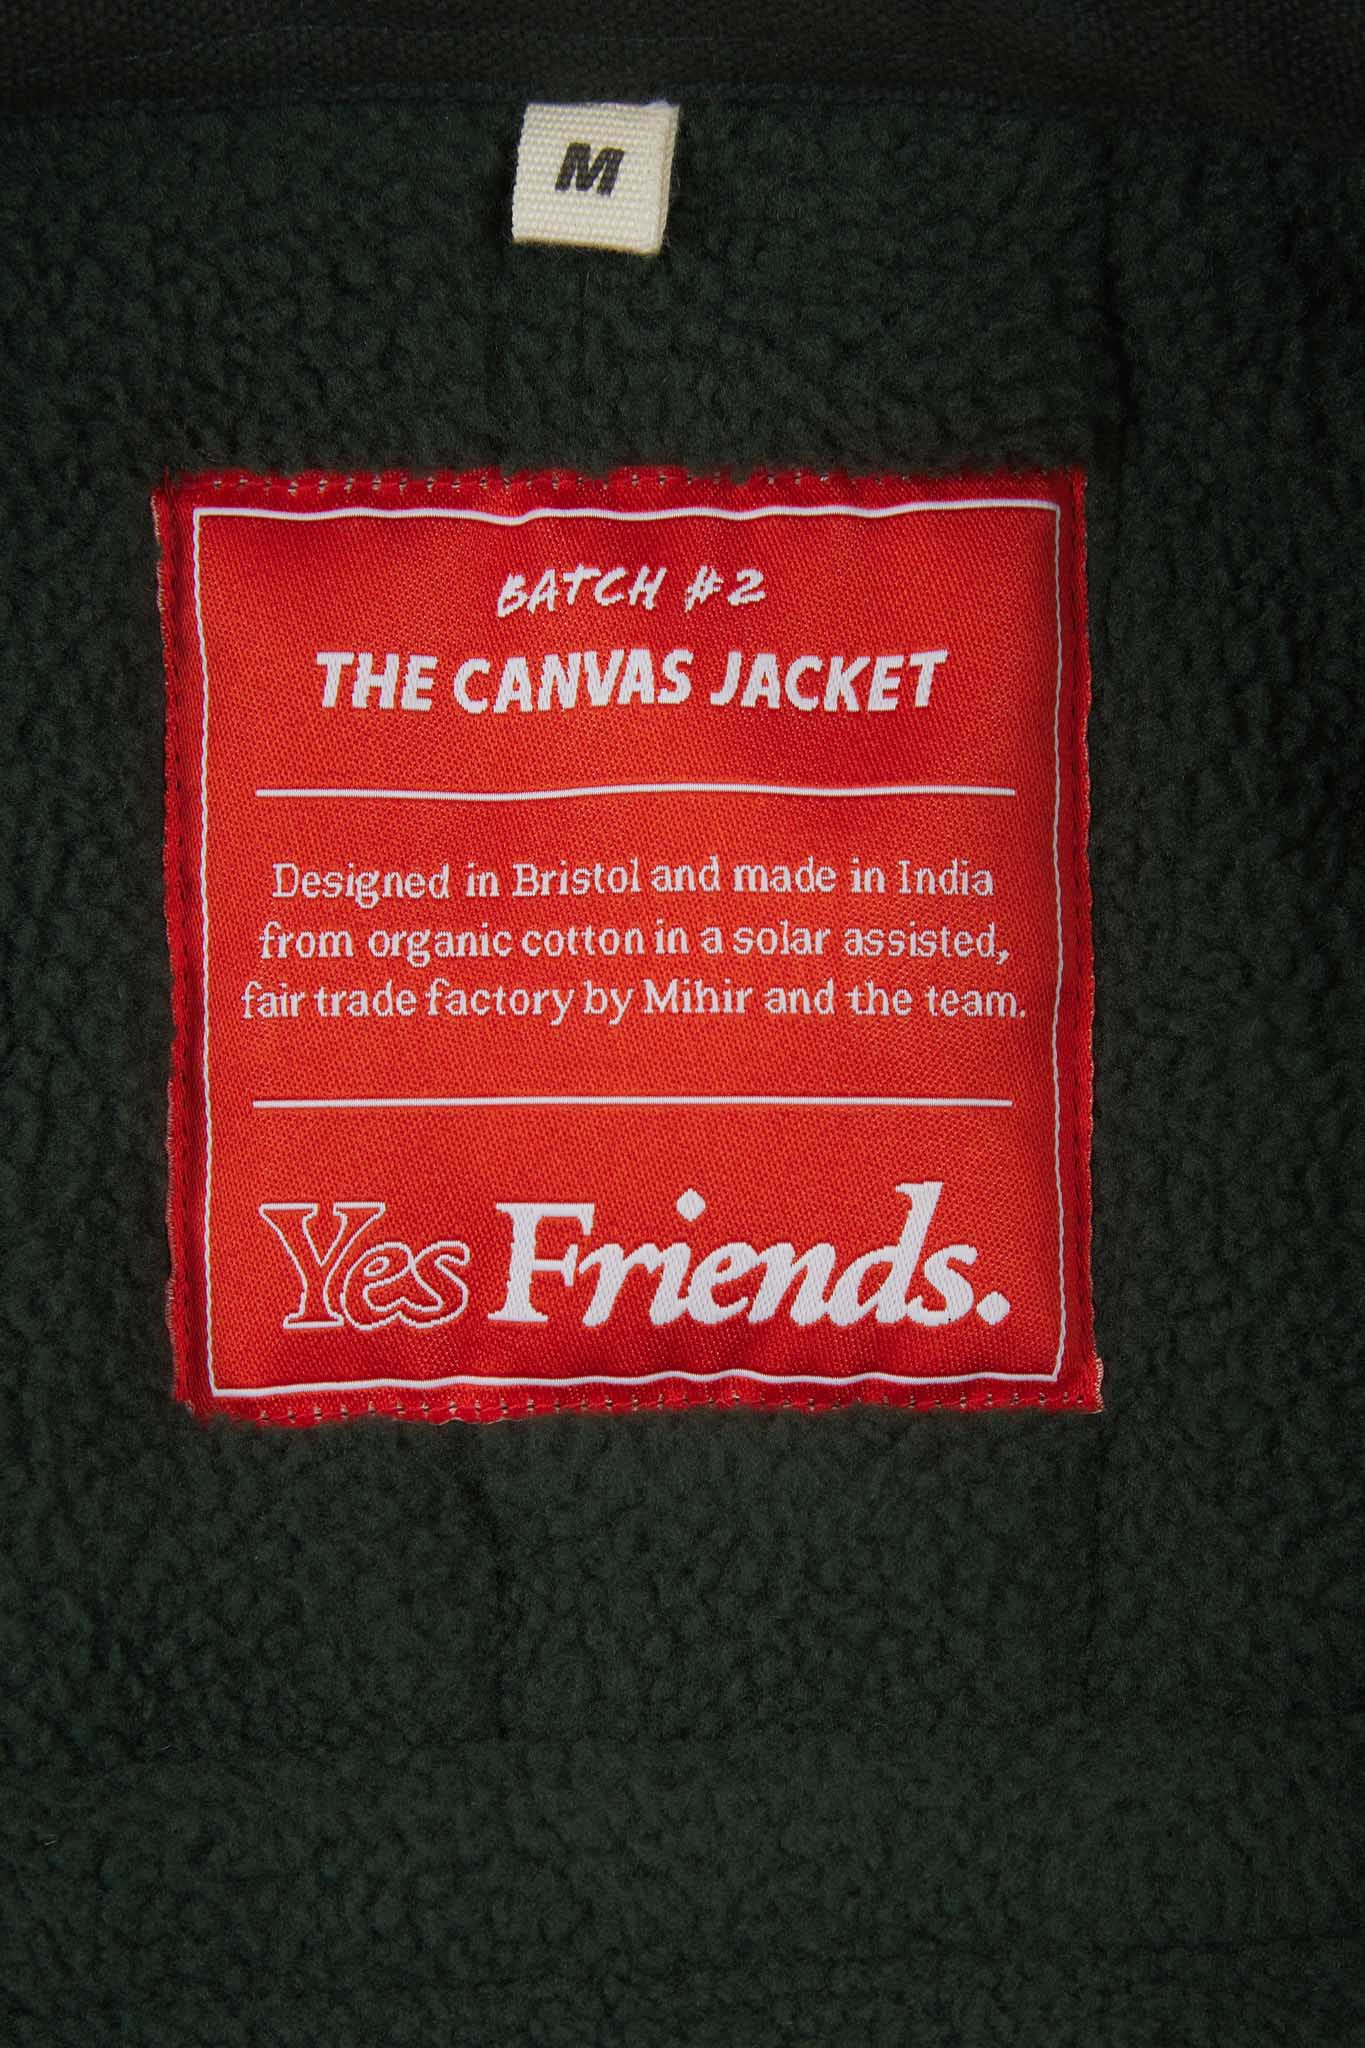 M
BATCH #2
THE CANVAS JACKET
Designed in Bristol and made in India
from organic cotton in a solar assisted,
fair trade factory by Mihir and the team.
Yes Friends.